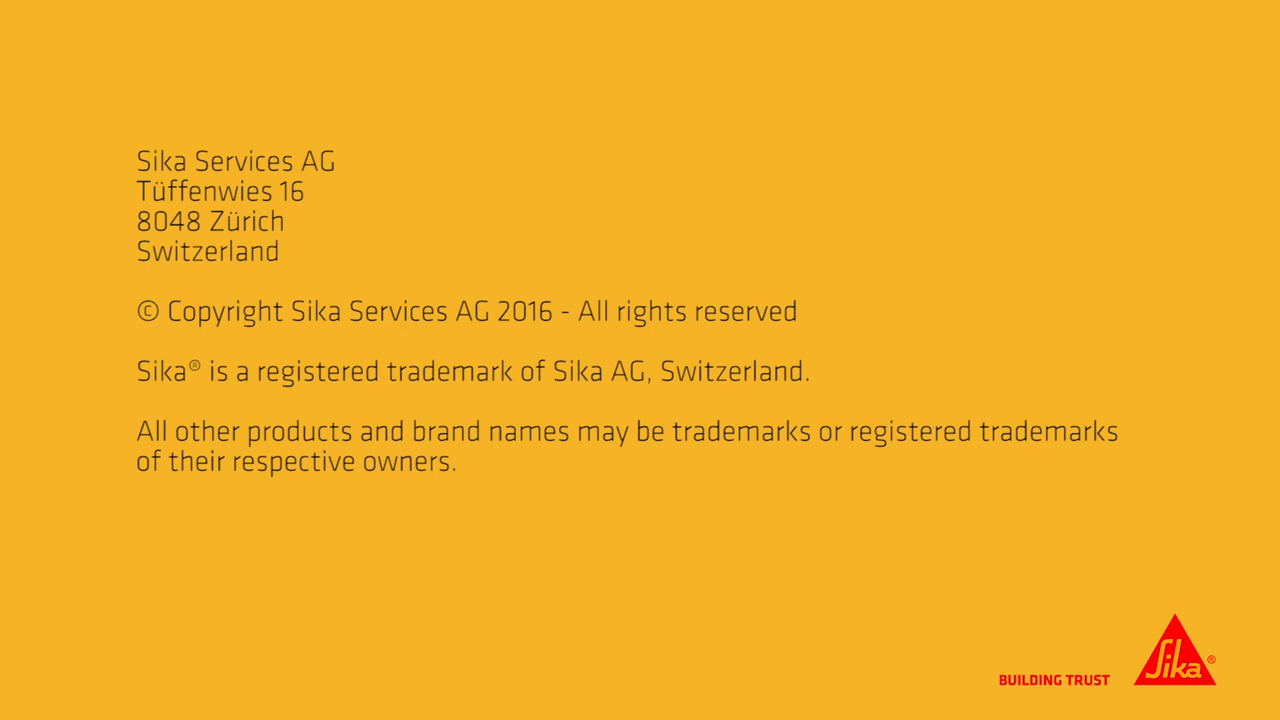 Sika Services AG
Tüffenwies 16
8048 Zürich
Switzerland
© Copyright Sika Services AG 2016 - All rights reserved
Sika® is a registered trademark of Sika AG, Switzerland.
All other products and brand names may be trademarks or registered trademarks
of their respective owners.
BUILDING TRUST
Sika®